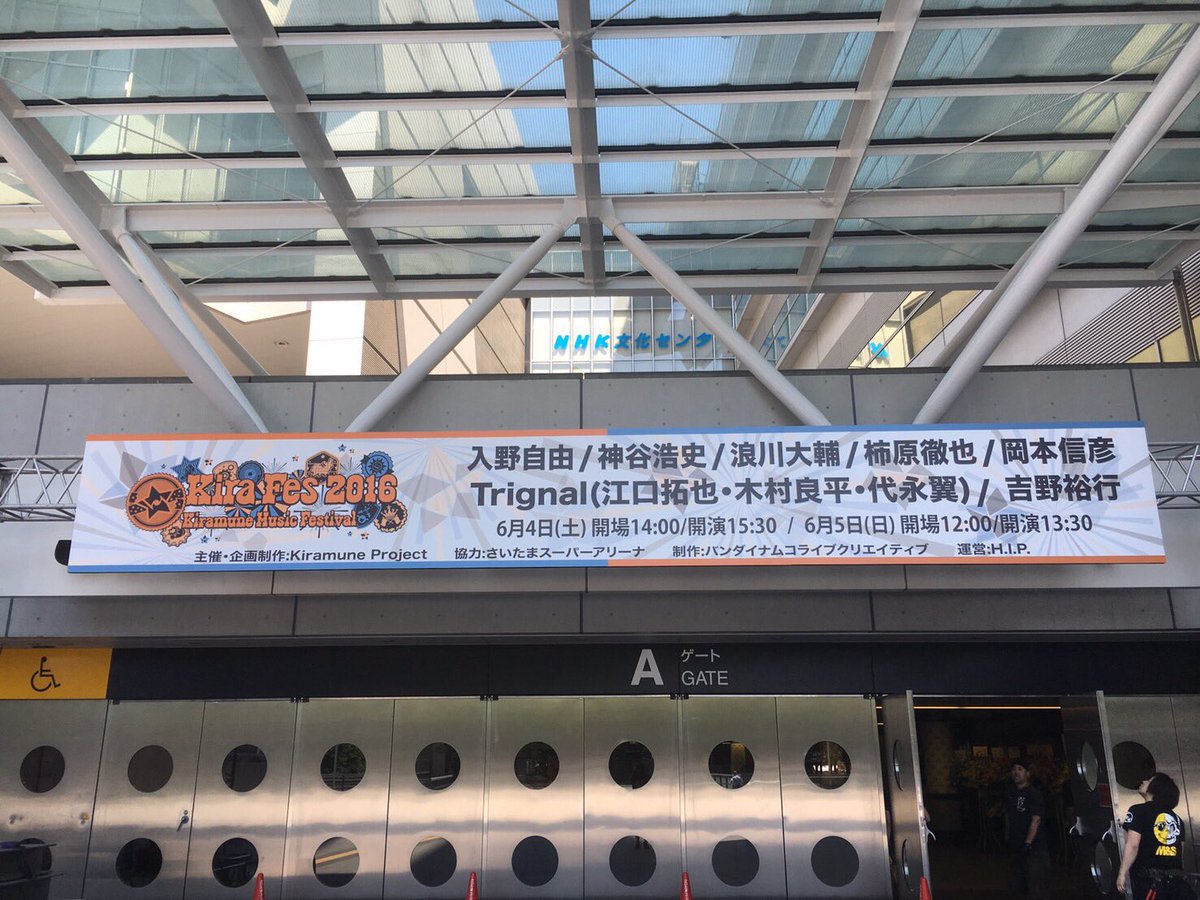 NHK文化センタ
Kira Fes 2016
Kiramune Music Festival
入野自由/神谷浩史/浪川大輔/柿原徹也/岡本信彦
Trignal(江口拓也・木村良平・代永翼)/ 吉野裕行
6月4日(土) 開場14:00/開演15:30 / 6月5日(日) 開場12:00/開演13:30
主催・企画制作:Kiramune Project 協力:さいたまスーパーアリーナ 制作:バンダイナムコライブクリエイティブ 運営:H.I.P.
A ゲート
GATE
M&S